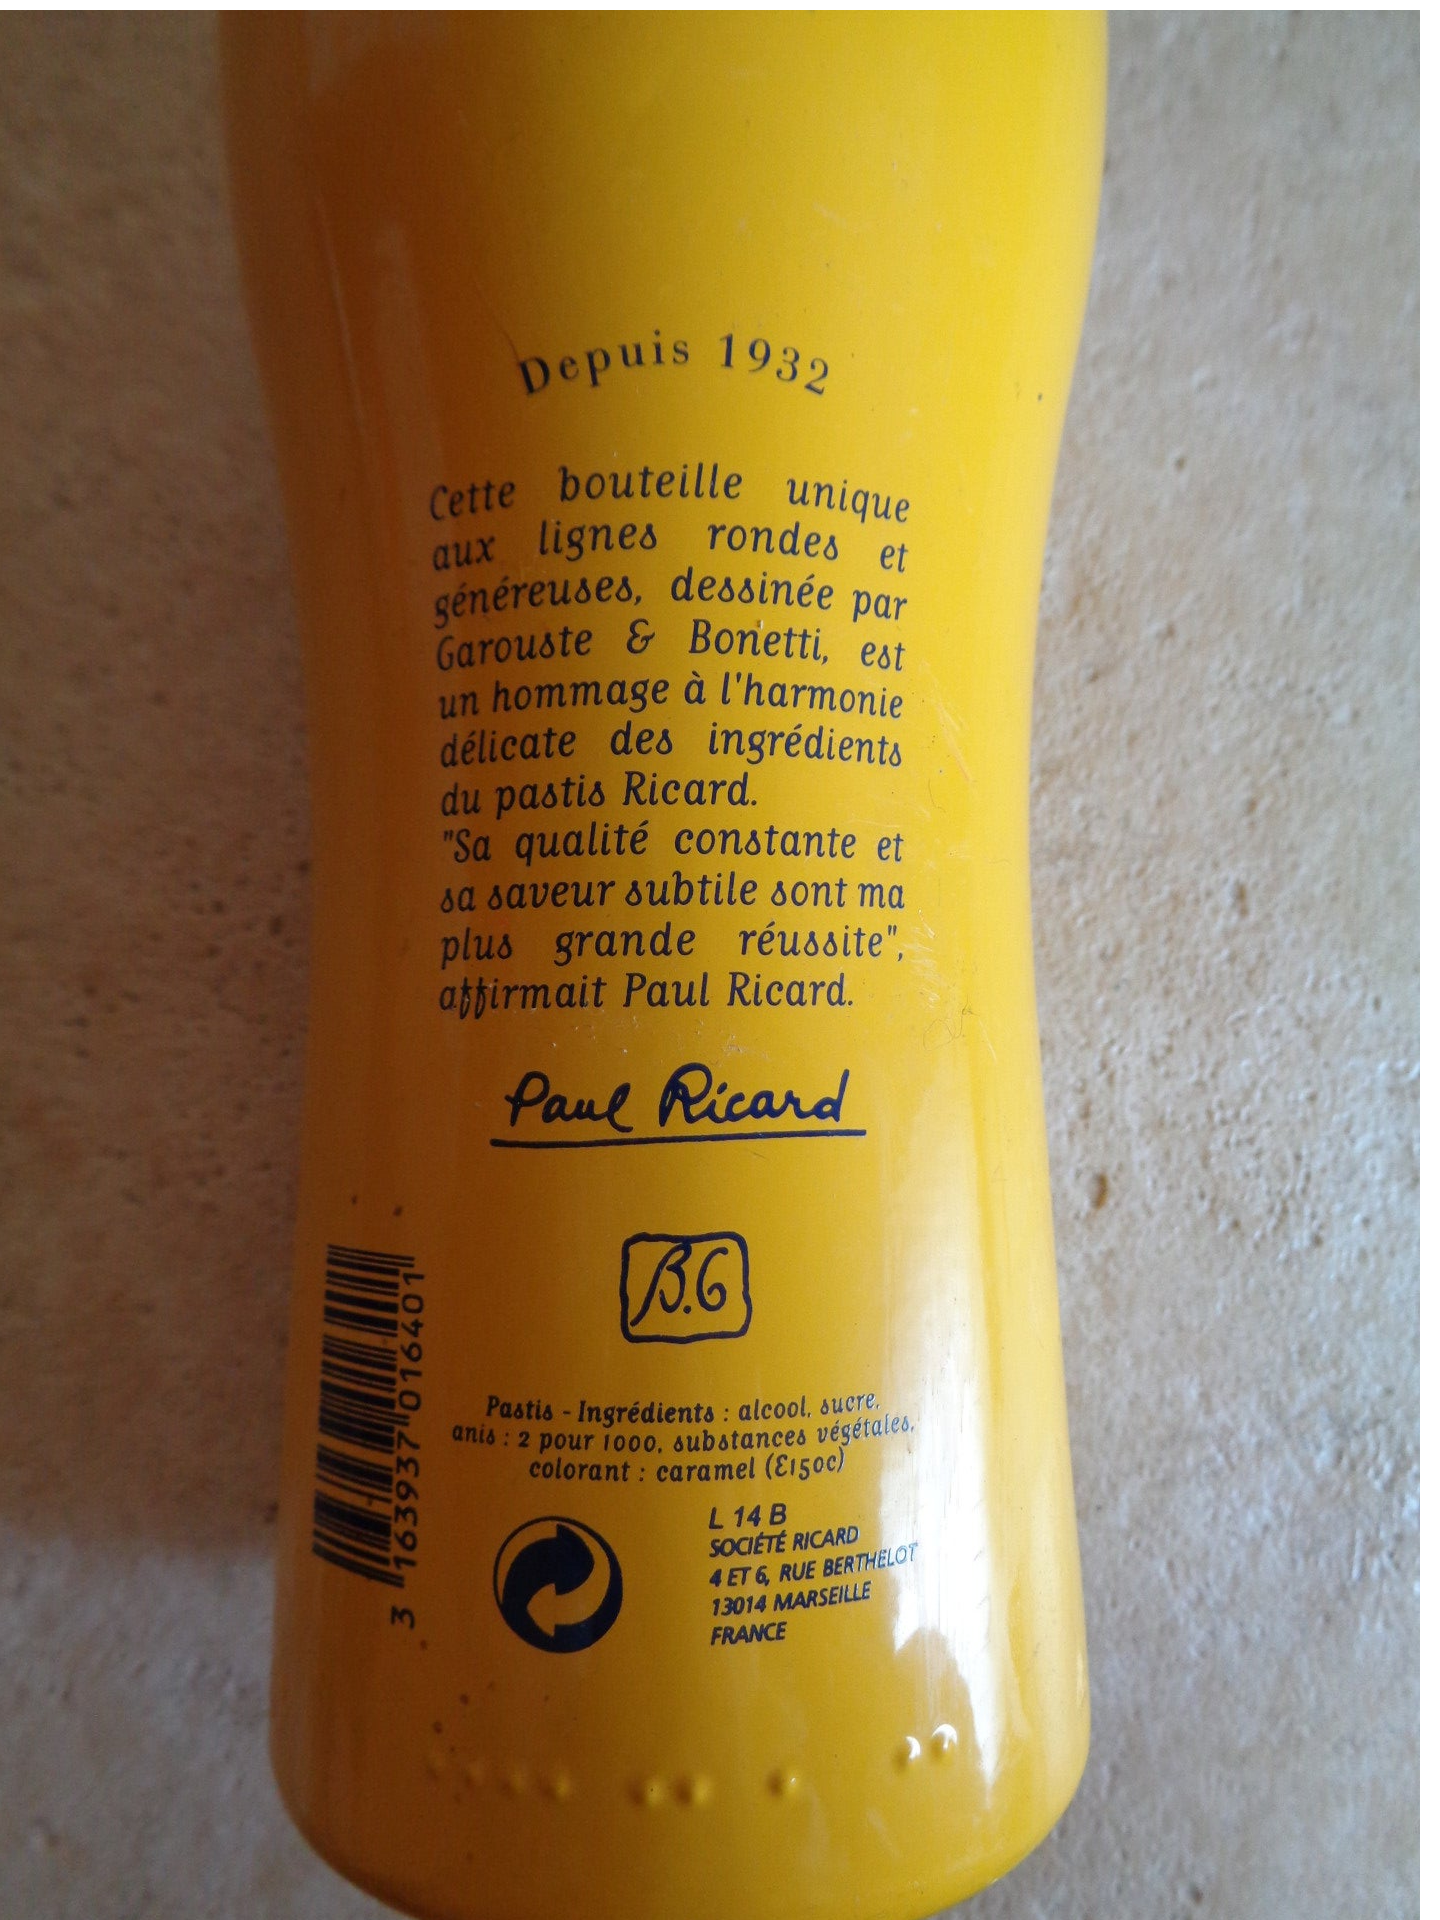 Depuis 1932
Cette bouteille unique
aux lignes rondes et
généreuses, dessinée par
Garouste & Bonetti, est
un hommage à l'harmonie
délicate des ingrédients
du pastis Ricard.
"Sa qualité constante et
sa saveur subtile sont ma
plus grande réussite",
affirmait Paul Ricard.
Paul Ricard
B.G
3 163937 016401
Pastis - Ingrédients : alcool, sucre,
anis : 2 pour 1000, substances végétales,
colorant : caramel (E150c)
L 14 B
SOCIÉTÉ RICARD
4 ET 6, RUE BERTHELOT
13014 MARSEILLE
FRANCE